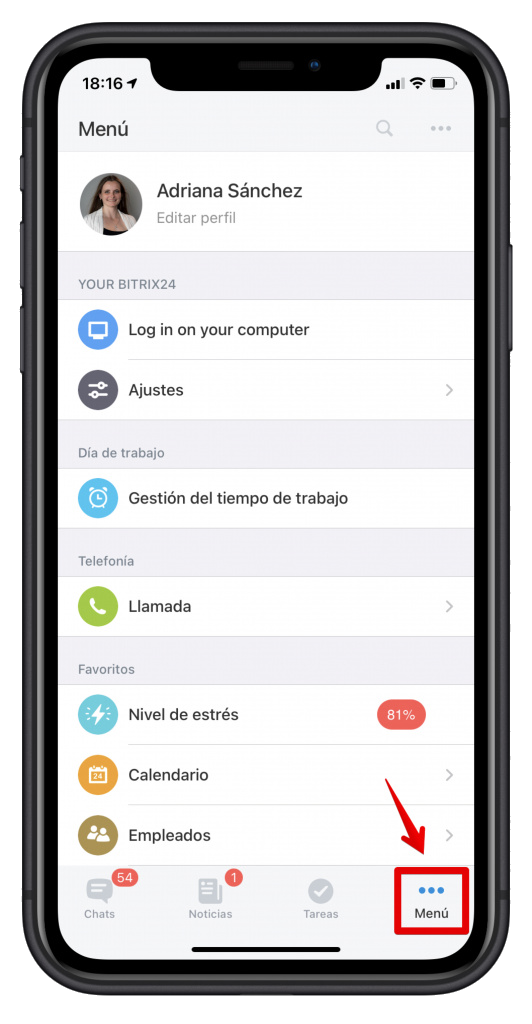 18:16
Menú
Adriana Sánchez
Editar perfil
YOUR BITRIX24
Log in on your computer
Ajustes
Día de trabajo
Gestión del tiempo de trabajo
Telefonía
Llamada
Favoritos
Nivel de estrés
81%
24
Calendario
Empleados
54
1
Chats
Noticias
Tareas
Menú